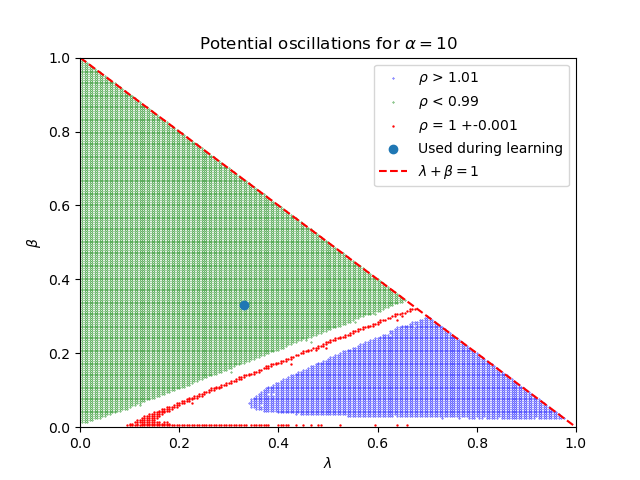 Potential oscillations for α = 10
ρ > 1.01
ρ < 0.99
ρ = 1 +-0.001
Used during learning
λ + β = 1
1.0
0.8
0.6
0.4
0.2
0.0
β
0.0 0.2 0.4 0.6 0.8 1.0
λ